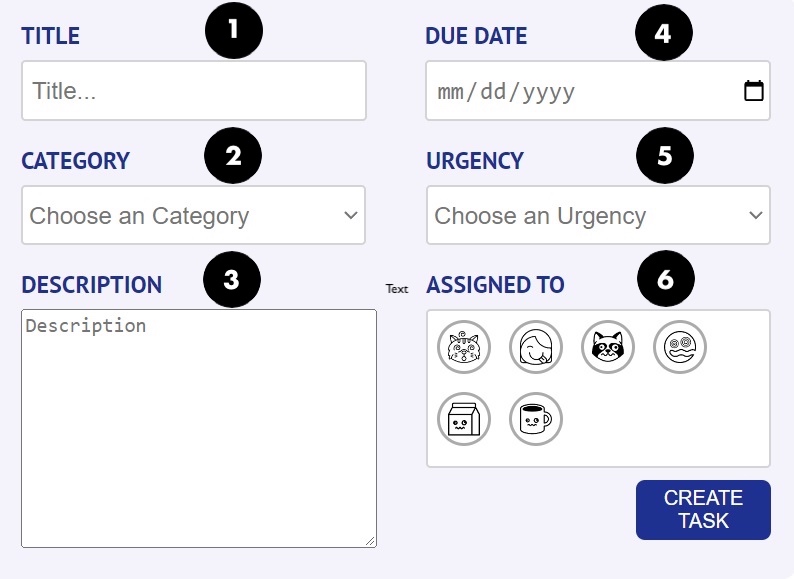 TITLE 1
Title...
CATEGORY 2
Choose an Category
DESCRIPTION 3
Description
Text
DUE DATE 4
mm/dd/yyyy
URGENCY 5
Choose an Urgency
ASSIGNED TO 6
CREATE
TASK